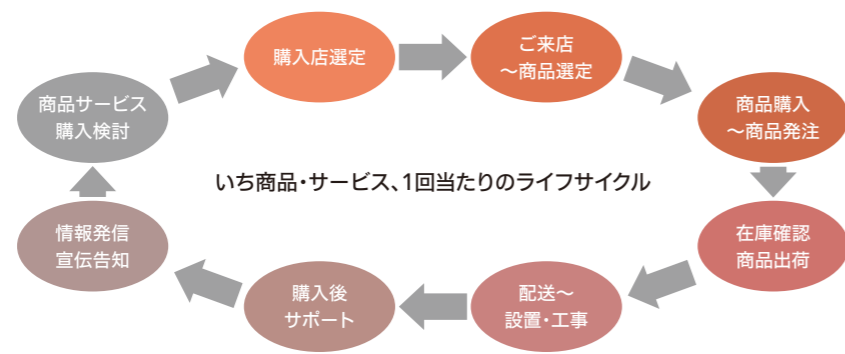 購入店選定
ご来店
～商品選定
商品サービス
購入検討
商品購入
～商品発注
いち商品・サービス、1回当たりのライフサイクル
情報発信
宣伝告知
在庫確認
商品出荷
購入後
サポート
配送～
設置・工事